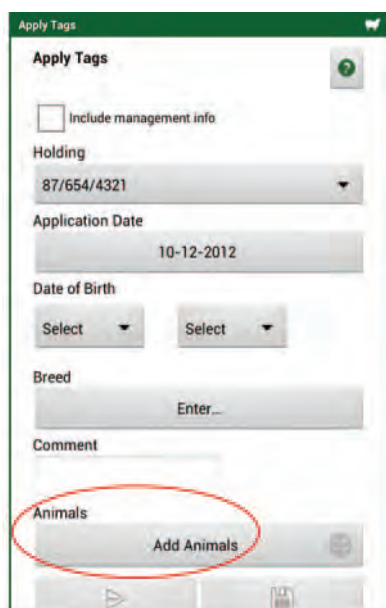 Apply Tags
Apply Tags
Include management info
Holding
87/654/4321
Application Date
10-12-2012
Date of Birth
Select Select
Breed
Enter...
Comment
Animals
Add Animals